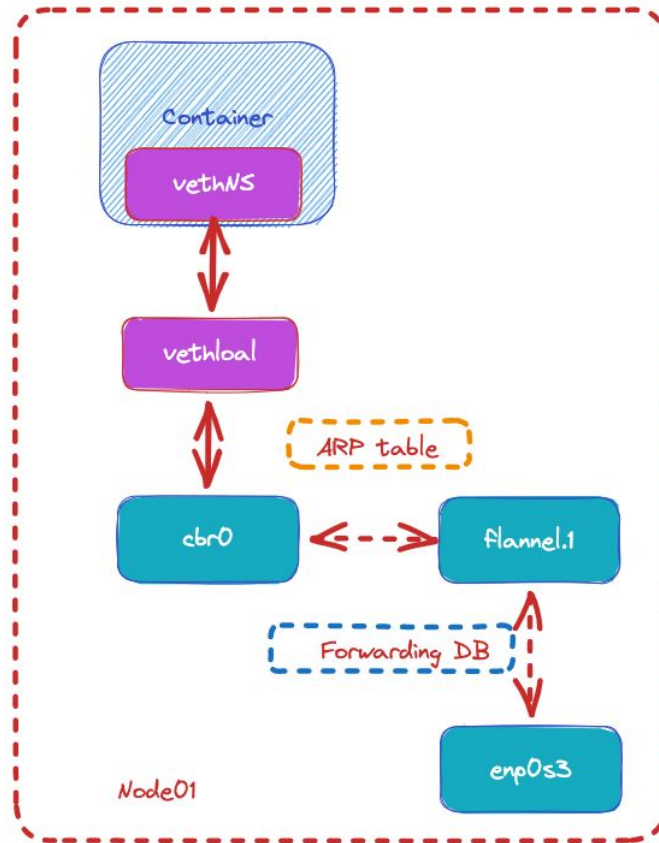 Container
vethNS
vethloal
ARP table
cbr0
flannel.1
Forwarding DB
enp0s3
Node01